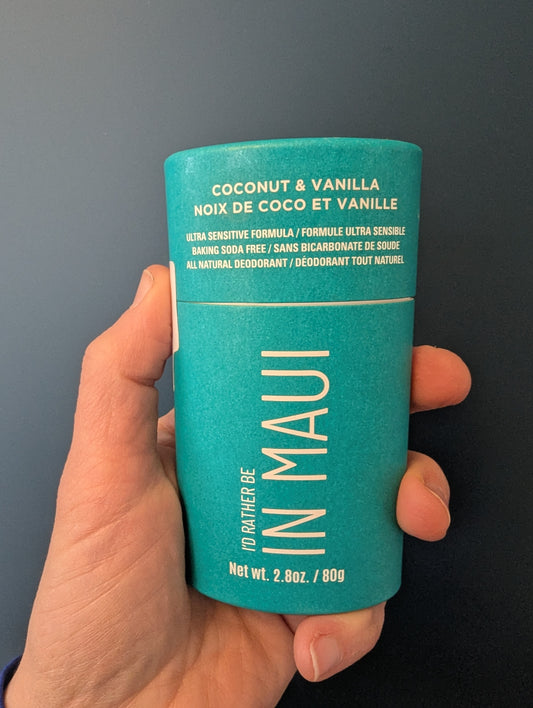 COCONUT & VANILLA
NOIX DE COCO ET VANILLE
ULTRA SENSITIVE FORMULA / FORMULE ULTRA SENSIBLE
BAKING SODA FREE / SANS BICARBONATE DE SOUDE
ALL NATURAL DEODORANT / DÉODORANT TOUT NATUREL
I'D RATHER BE
IN MAUI
Net wt. 2.8oz. / 80g